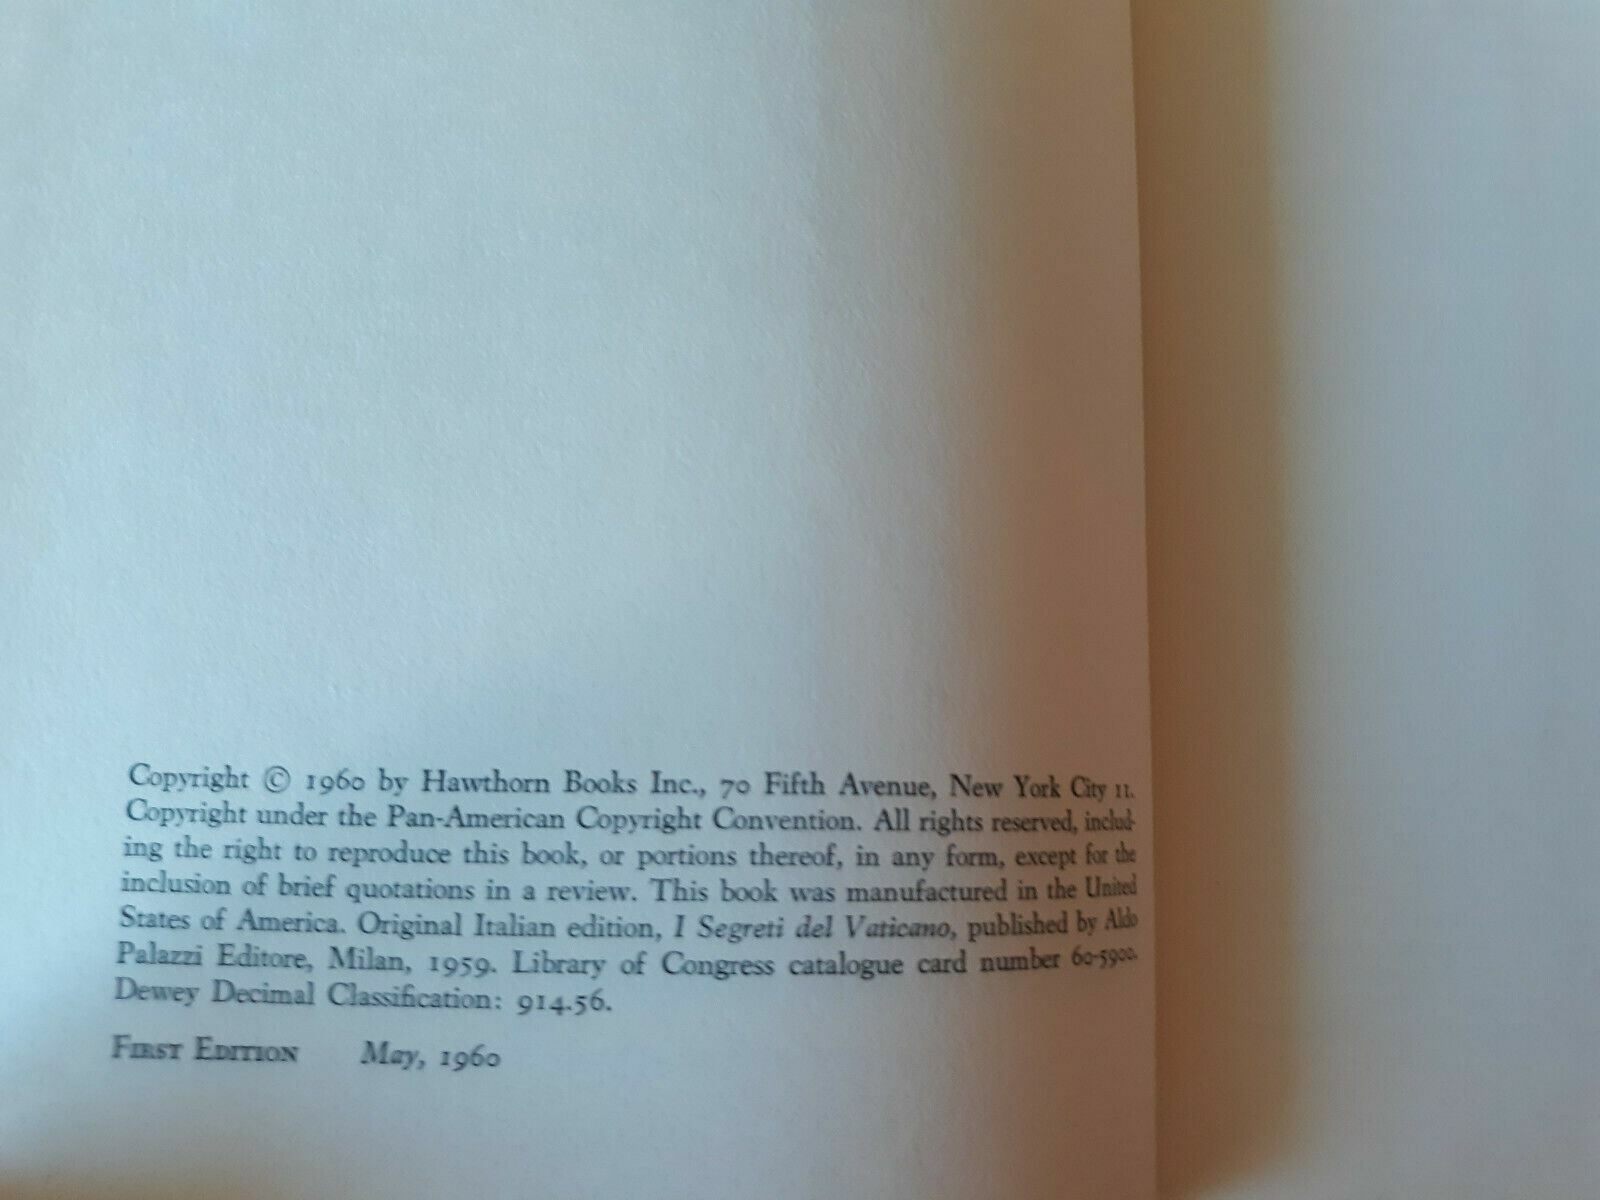 Copyright © 1960 by Hawthorn Books Inc., 70 Fifth Avenue, New York City 11.
Copyright under the Pan-American Copyright Convention. All rights reserved, includ-
ing the right to reproduce this book, or portions thereof, in any form, except for the
inclusion of brief quotations in a review. This book was manufactured in the United
States of America. Original Italian edition, I Segreti del Vaticano, published by Aldo
Palazzi Editore, Milan, 1959. Library of Congress catalogue card number 60-5900.
Dewey Decimal Classification: 914.56.
First Edition May, 1960